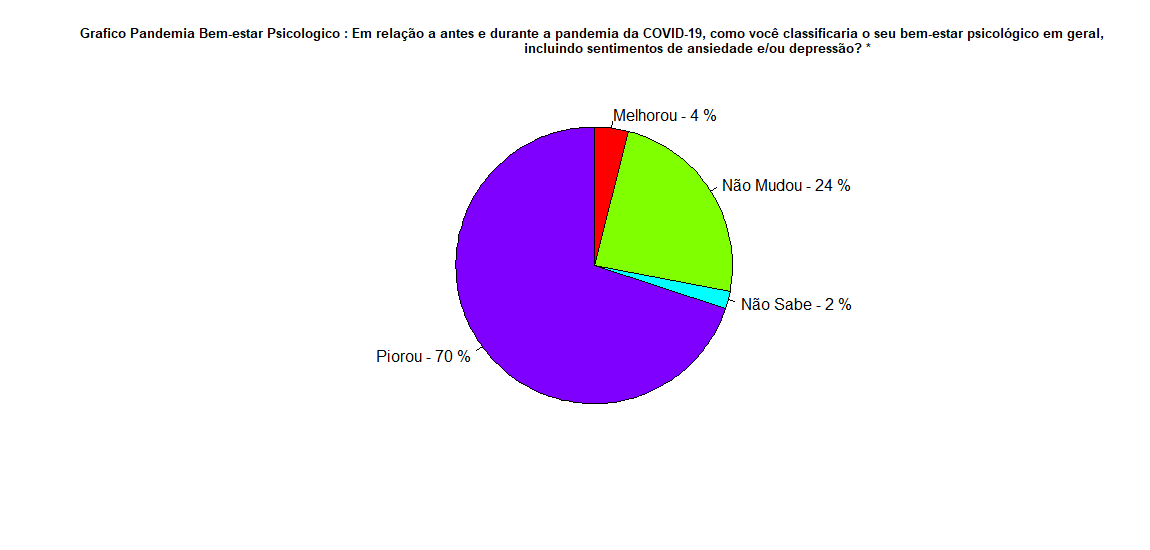 Grafico Pandemia Bem-estar Psicologico : Em relação a antes e durante a pandemia da COVID-19, como você classificaria o seu bem-estar psicológico em geral,
incluindo sentimentos de ansiedade e/ou depressão? *
Melhorou - 4 %
Não Mudou - 24 %
Não Sabe - 2 %
Piorou - 70 %